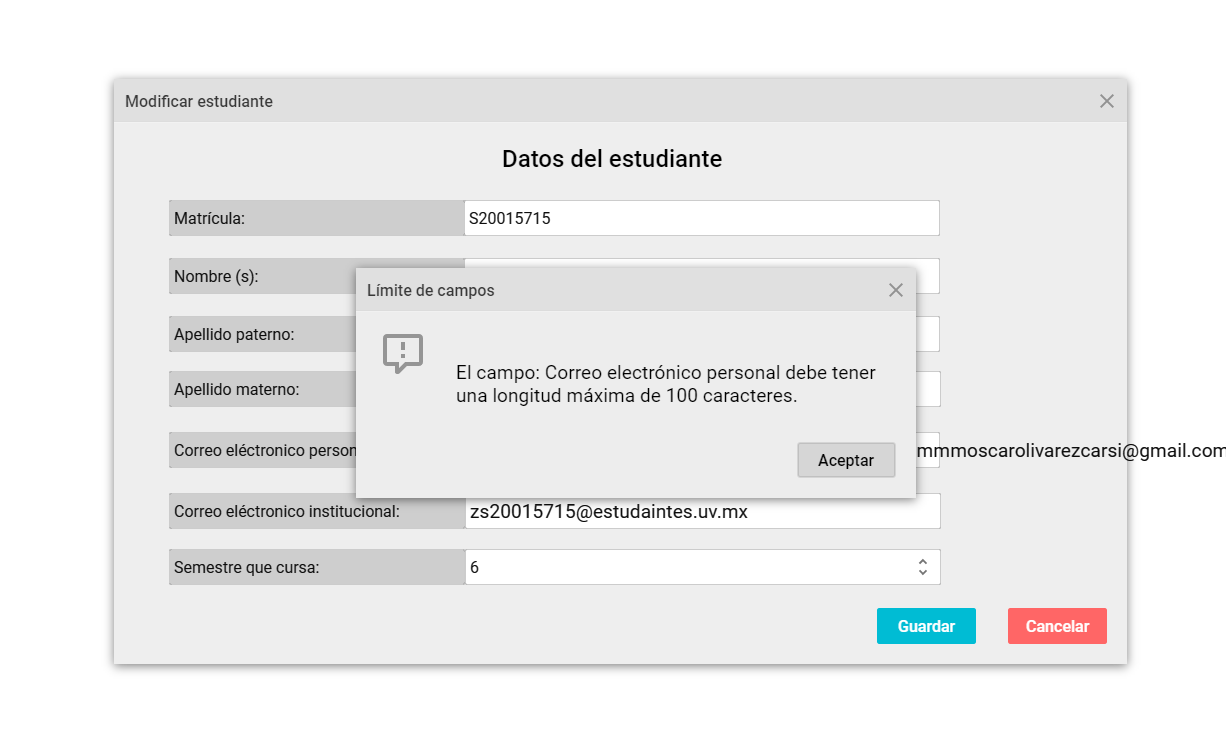 Modificar estudiante
Datos del estudiante
Matrícula: S20015715
Nombre (s):
Límite de campos
Apellido paterno:
El campo: Correo electrónico personal debe tener
una longitud máxima de 100 caracteres.
Apellido materno:
Correo eléctronico person mmmoscarolivarezcarsi@gmail.com
Aceptar
Correo eléctronico institucional: zs20015715@estudaintes.uv.mx
Semestre que cursa: 6
Guardar Cancelar